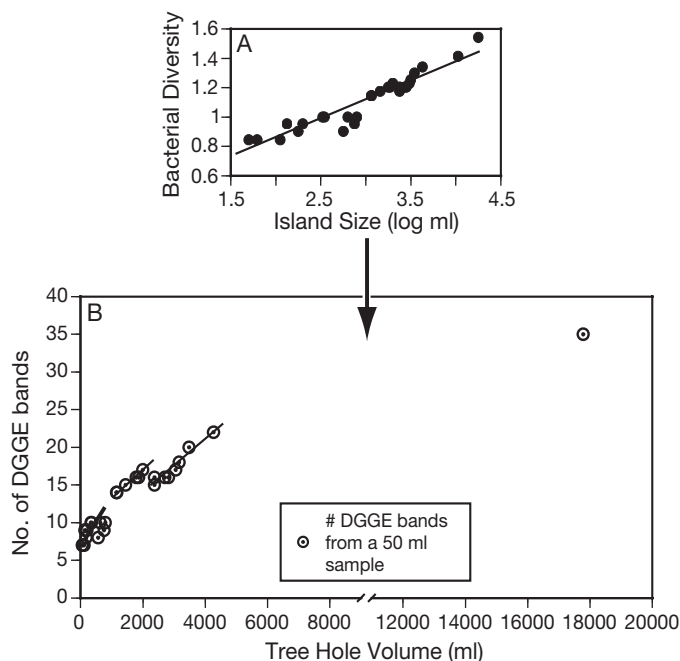 A
1.6
1.4
1.2
1
0.8
0.6
Bacterial Diversity
1.5 2.5 3.5 4.5
Island Size (log ml)
B
40
35
30
25
20
15
10
5
0
No. of DGGE bands
# DGGE bands
from a 50 ml
sample
0 2000 4000 6000 8000 12000 14000 16000 18000 20000
Tree Hole Volume (ml)